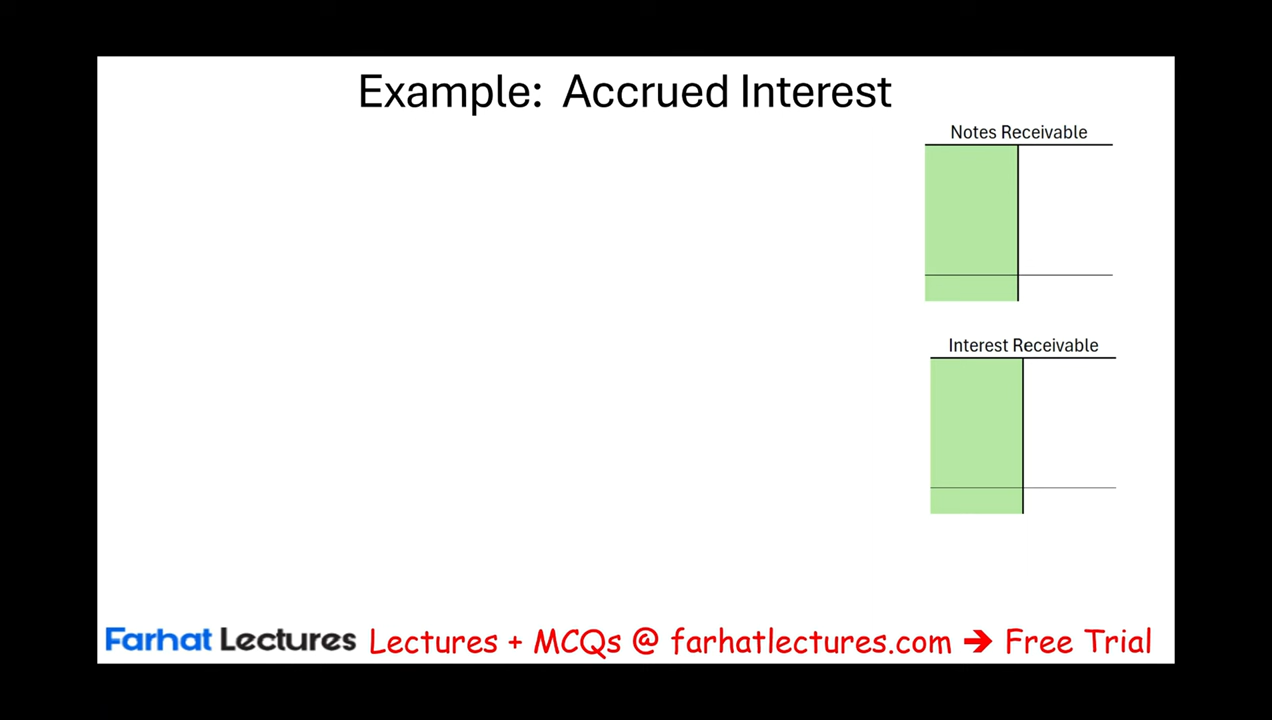 Example: Accrued Interest
Notes Receivable
Interest Receivable
Farhat Lectures Lectures + MCQs @ farhatlectures.com → Free Trial